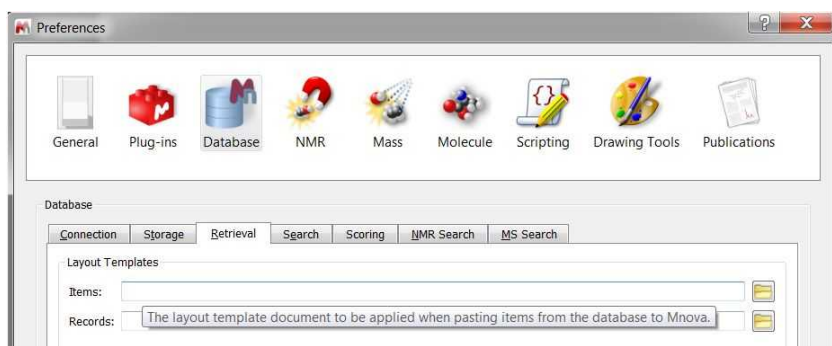 Preferences
General Plug-ins Database NMR Mass Molecule Scripting Drawing Tools Publications
Database
Connection Storage Retrieval Search Scoring NMR Search MS Search
Layout Templates
Items:
Records: The layout template document to be applied when pasting items from the database to Mnova.